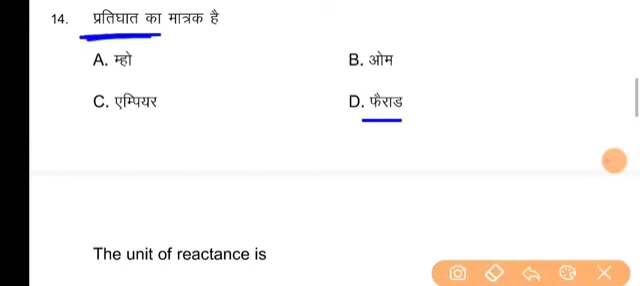 14. प्रतिघात का मात्रक है
A. म्हो B. ओम
C. एम्पियर D. फैराड
The unit of reactance is